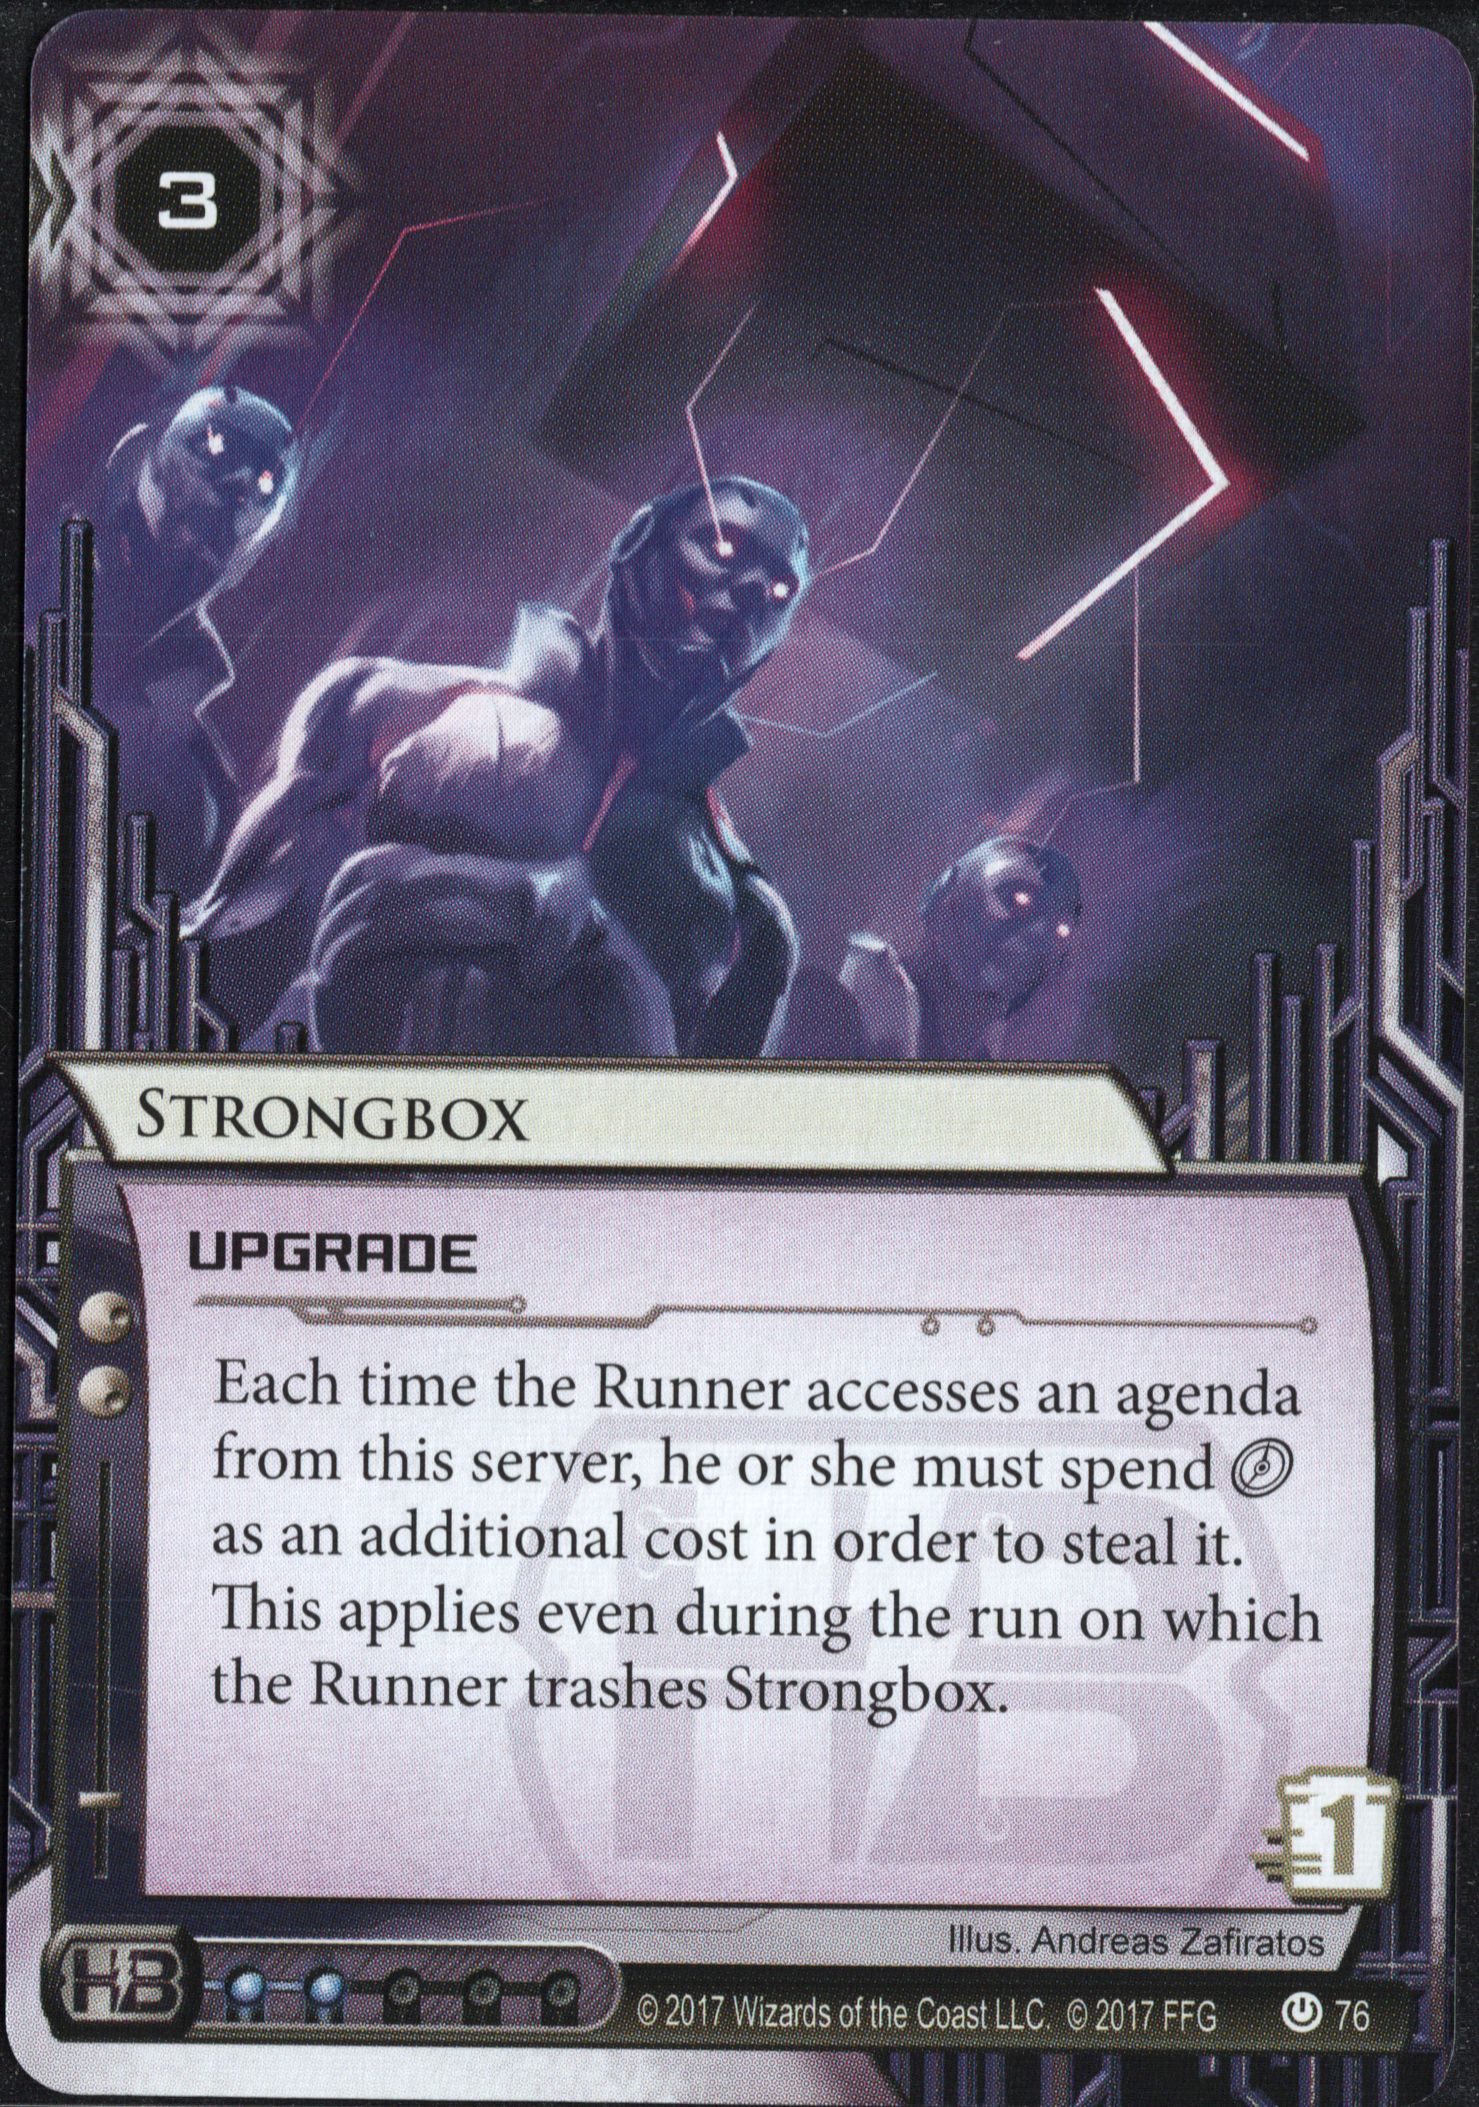 3
STRONGBOX
UPGRADE
Each time the Runner accesses an agenda
from this server, he or she must spend
as an additional cost in order to steal it.
This applies even during the run on which
the Runner trashes Strongbox.
1
Illus. Andreas Zafiratos
HB
© 2017 Wizards of the Coast LLC. © 2017 FFG 76